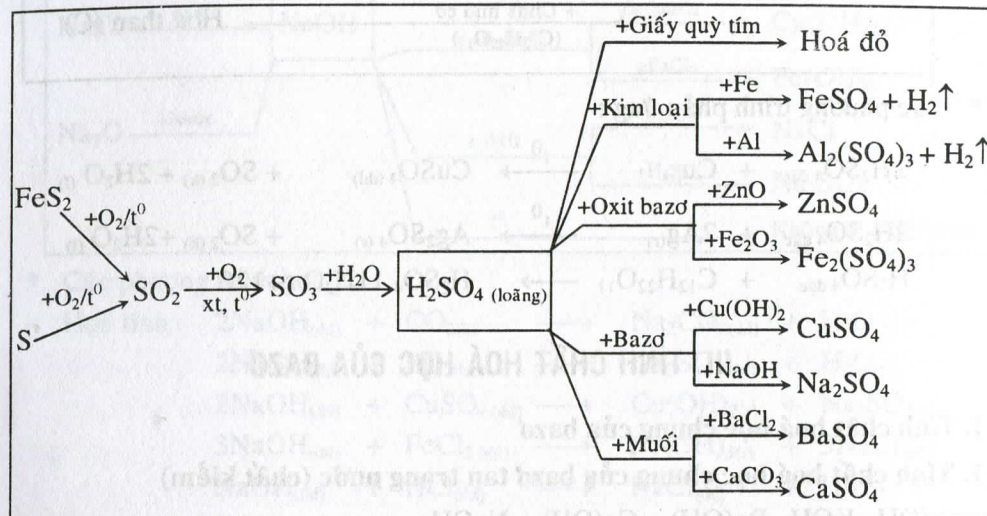 +Giấy quỳ tím → Hoá đỏ
+Kim loại
+Fe → FeSO₄ + H₂↑
+Al → Al₂(SO₄)₃ + H₂↑
+Oxit bazơ
+ZnO → ZnSO₄
+Fe₂O₃ → Fe₂(SO₄)₃
FeS₂ +O₂/t⁰
S +O₂/t⁰
SO₂ +O₂ xt, t⁰ → SO₃ +H₂O → H₂SO₄ (loãng)
+Bazơ
+Cu(OH)₂ → CuSO₄
+NaOH → Na₂SO₄
+Muối
+BaCl₂ → BaSO₄
+CaCO₃ → CaSO₄